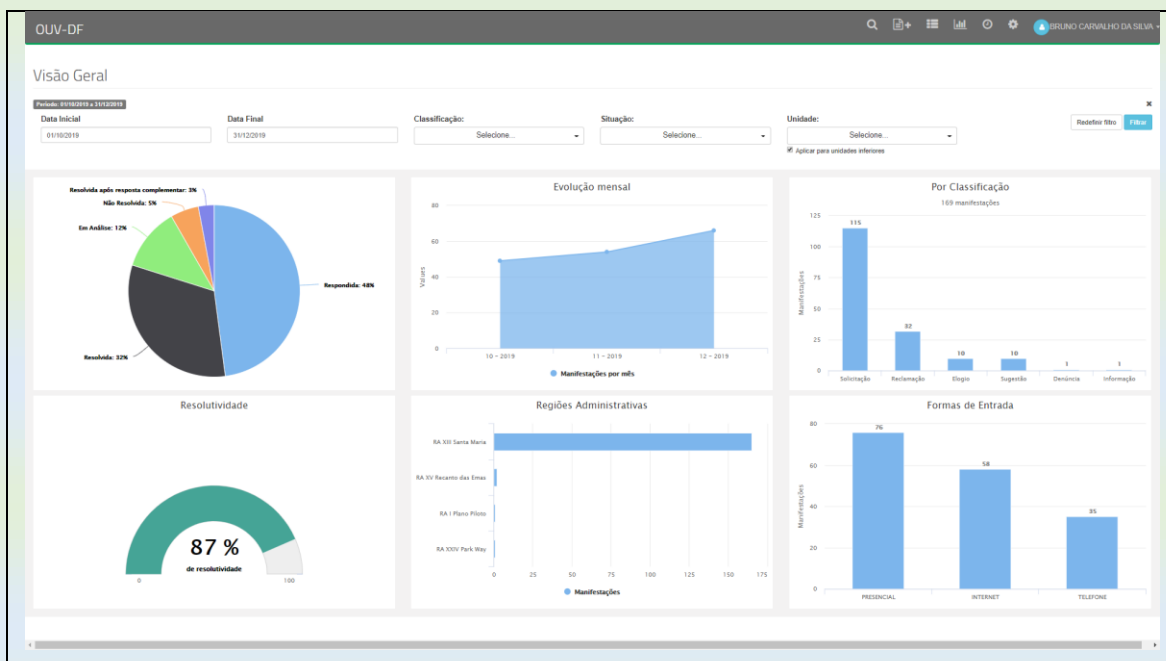 OUV-DF
BRUNO CARVALHO DA SILVA
Visão Geral
Período: 01/10/2019 a 31/12/2019
Data Inicial
Data Final
Classificação:
Situação:
Unidade:
01/10/2019
31/12/2019
Selecione...
Selecione...
Selecione...
Redefinir filtro
Filtrar
Aplicar para unidades inferiores
Resolvida após resposta complementar: 3%
Não Resolvida: 5%
Em Análise: 12%
Respondida: 48%
Resolvida: 32%
Evolução mensal
Values
80
60
40
20
0
10 - 2019
11 - 2019
12 - 2019
Manifestações por mês
Por Classificação
169 manifestações
Manifestações
125
100
75
50
25
0
115
32
10
10
1
1
Solicitação
Reclamação
Elogio
Sugestão
Denúncia
Informação
Resolutividade
87 %
de resolutividade
0
100
Regiões Administrativas
RA XIII Santa Maria
RA XV Recanto das Emas
RA I Plano Piloto
RA XXIV Park Way
0
25
50
75
100
125
150
175
Manifestações
Formas de Entrada
Manifestações
80
60
40
20
0
76
58
35
PRESENCIAL
INTERNET
TELEFONE